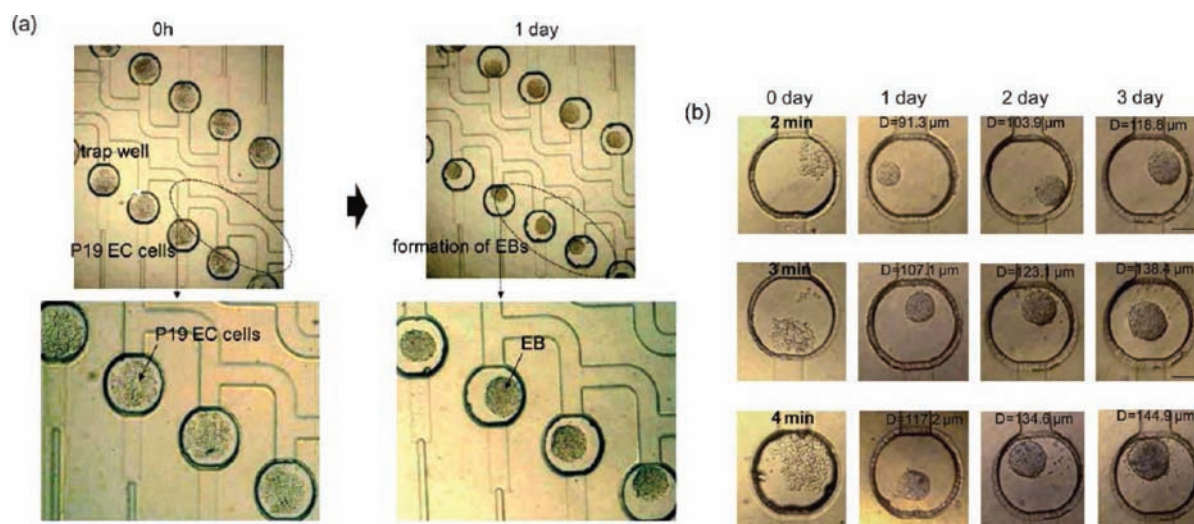 (a)
0h
1 day
trap well
P19 EC cells
formation of EBs
P19 EC cells
EB
(b)
0 day
1 day
2 day
3 day
2 min
D=91.3 μm
D=103.9 μm
D=118.8 μm
3 min
D=107.1 μm
D=123.1 μm
D=138.4 μm
4 min
D=117.2 μm
D=134.6 μm
D=144.9 μm